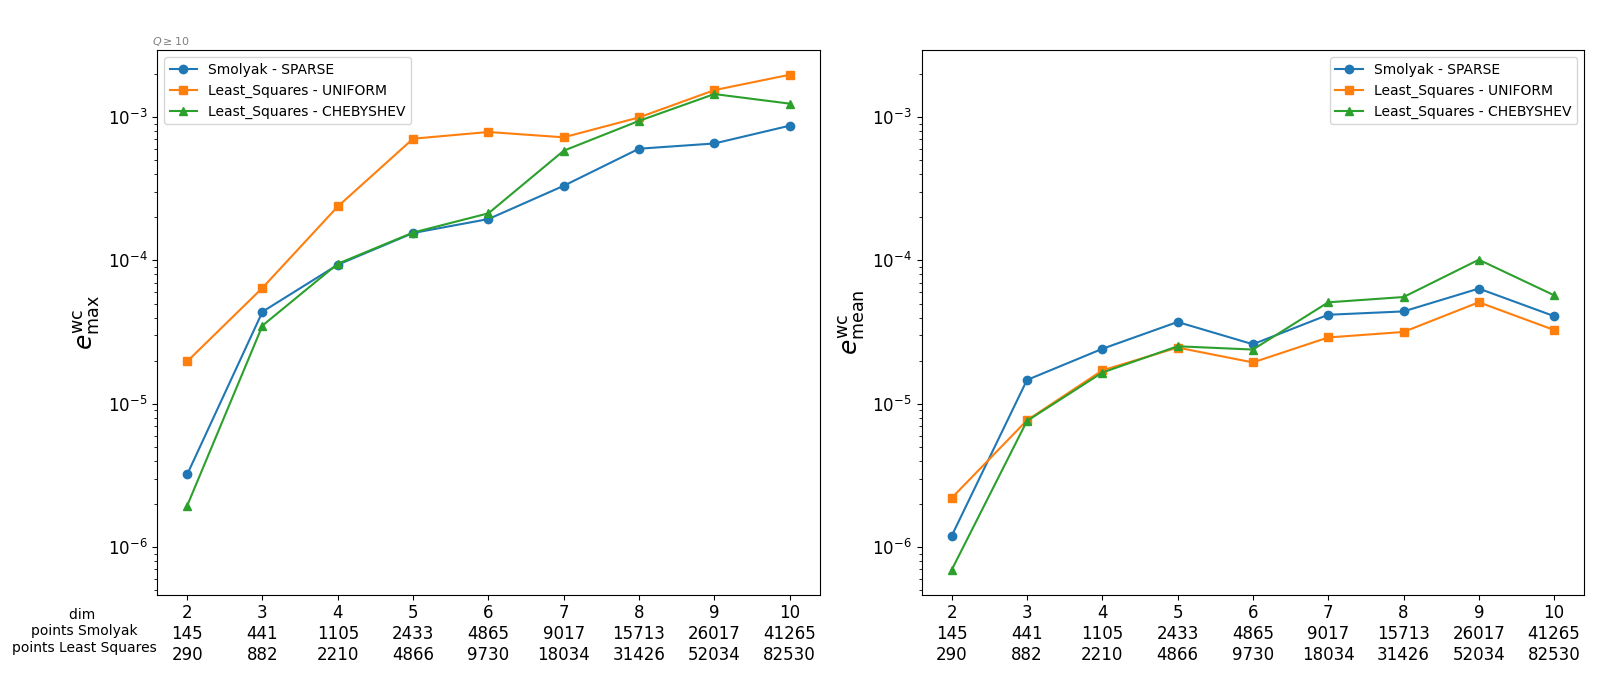 Q ≥ 10
Smolyak - SPARSE
Least_Squares - UNIFORM
Least_Squares - CHEBYSHEV
10⁻³
10⁻⁴
10⁻⁵
10⁻⁶
e^wc_max
dim 2 3 4 5 6 7 8 9 10
points Smolyak 145 441 1105 2433 4865 9017 15713 26017 41265
points Least Squares 290 882 2210 4866 9730 18034 31426 52034 82530
Smolyak - SPARSE
Least_Squares - UNIFORM
Least_Squares - CHEBYSHEV
10⁻³
10⁻⁴
10⁻⁵
10⁻⁶
e^wc_mean
2 3 4 5 6 7 8 9 10
145 441 1105 2433 4865 9017 15713 26017 41265
290 882 2210 4866 9730 18034 31426 52034 82530